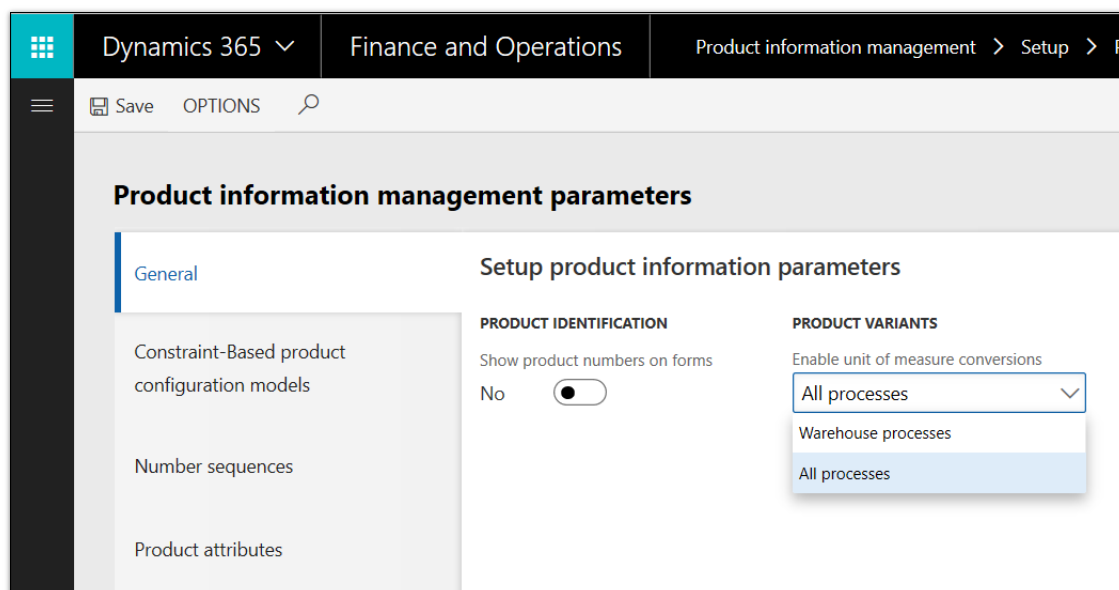 Dynamics 365
Finance and Operations
Product information management > Setup >
Save OPTIONS
Product information management parameters
General
Constraint-Based product
configuration models
Number sequences
Product attributes
Setup product information parameters
PRODUCT IDENTIFICATION
Show product numbers on forms
No
PRODUCT VARIANTS
Enable unit of measure conversions
All processes
Warehouse processes
All processes